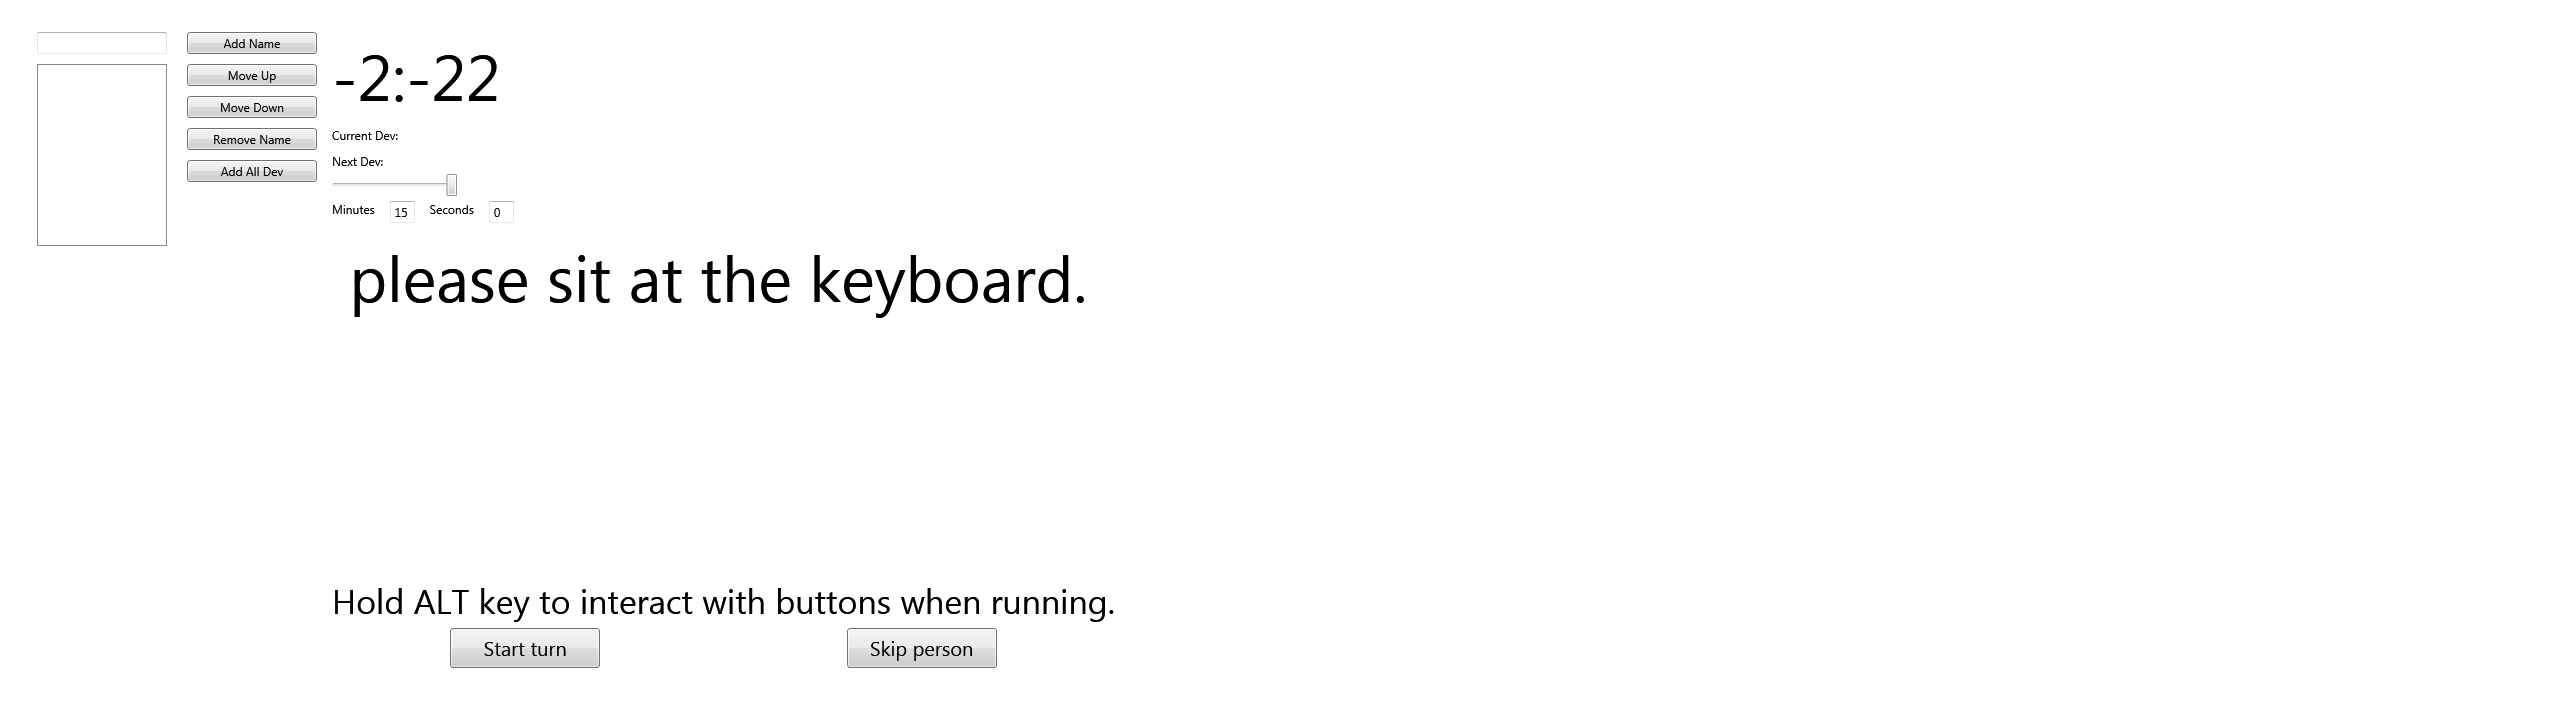 Add Name
Move Up
Move Down
Remove Name
Add All Dev
-2:-22
Current Dev:
Next Dev:
Minutes 15 Seconds 0
please sit at the keyboard.
Hold ALT key to interact with buttons when running.
Start turn Skip person